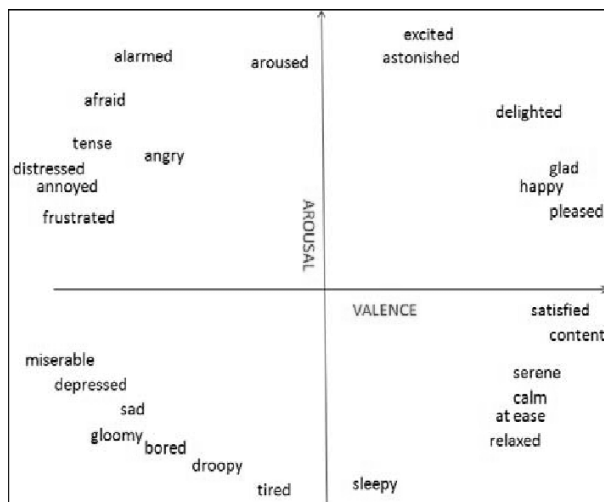 excited
alarmed
aroused
astonished
afraid
delighted
tense
angry
distressed
glad
annoyed
happy
pleased
frustrated
AROUSAL
VALENCE
satisfied
content
miserable
serene
depressed
calm
sad
at ease
gloomy
relaxed
bored
droopy
sleepy
tired